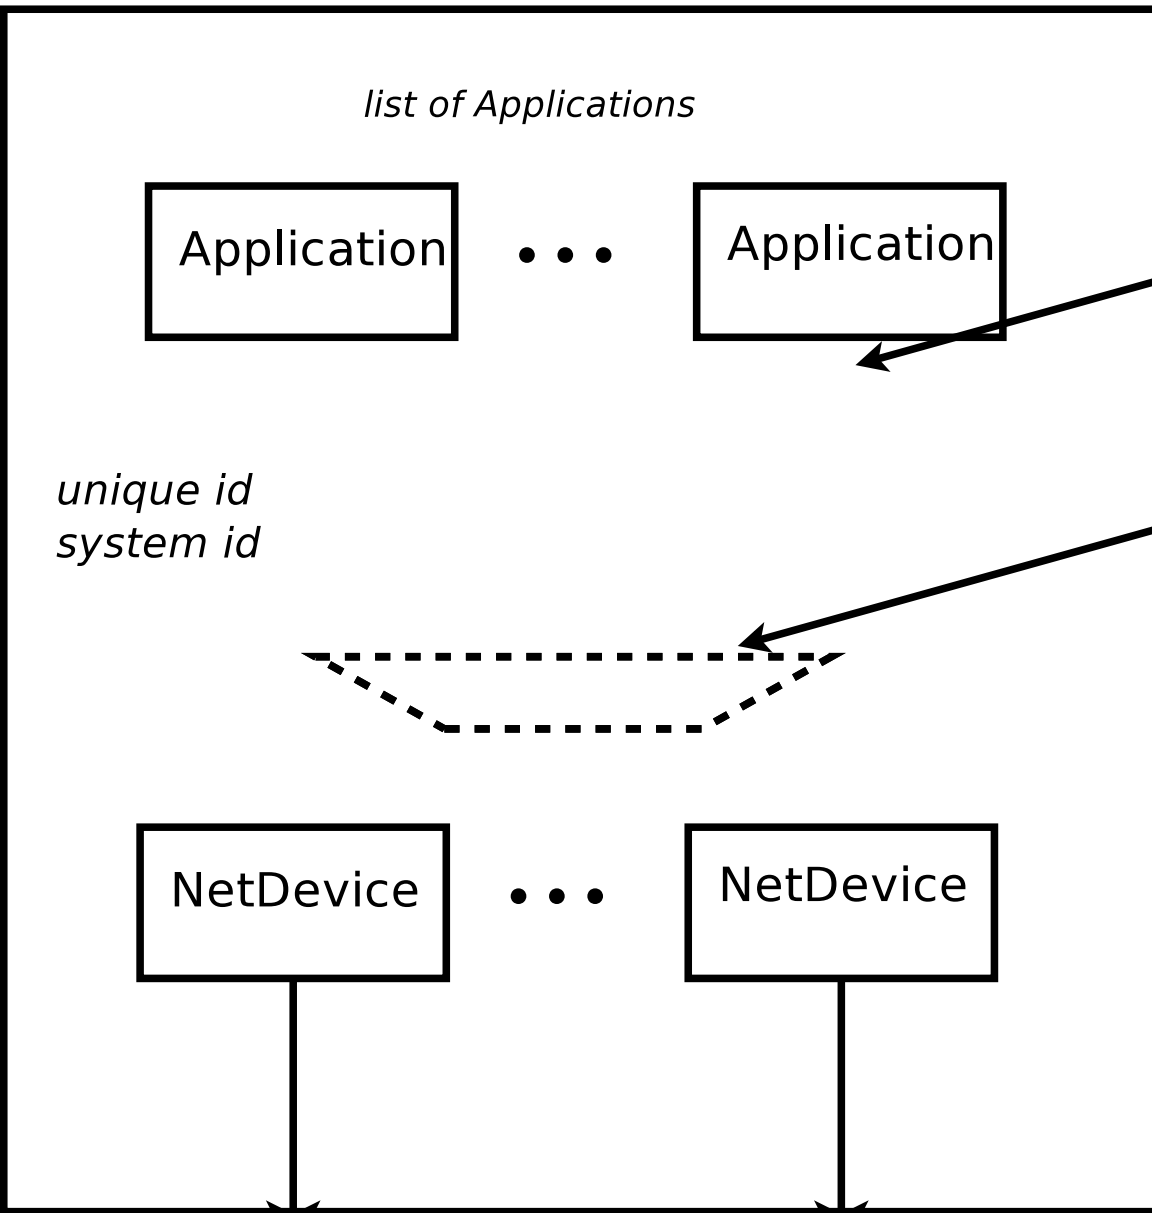 list of Applications
Application
Application
unique id
system id
NetDevice
NetDevice